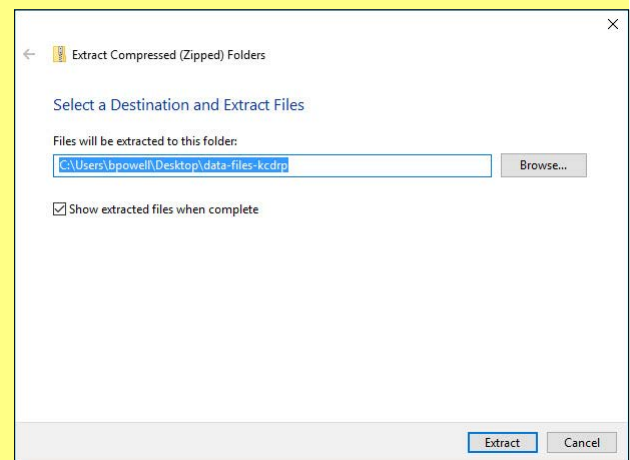 Extract Compressed (Zipped) Folders
Select a Destination and Extract Files
Files will be extracted to this folder:
C:\Users\bpowell\Desktop\data-files-kcdrp
Browse...
Show extracted files when complete
Extract
Cancel